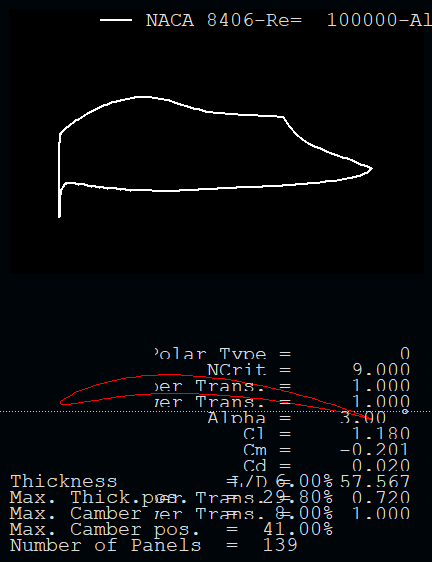 NACA 8406-Re= 100000-Al
Polar Type = 0
NCrit = 9.000
per Trans. = 1.000
wer Trans. = 1.000
Alpha = 3.00 °
Cl = 1.180
Cm = -0.201
Cd = 0.020
L/D = 57.567
per Trans. = 0.720
wer Trans. = 1.000
Thickness = 6.00%
Max. Thick.pos. = 29.80%
Max. Camber = 8.00%
Max. Camber pos. = 41.00%
Number of Panels = 139